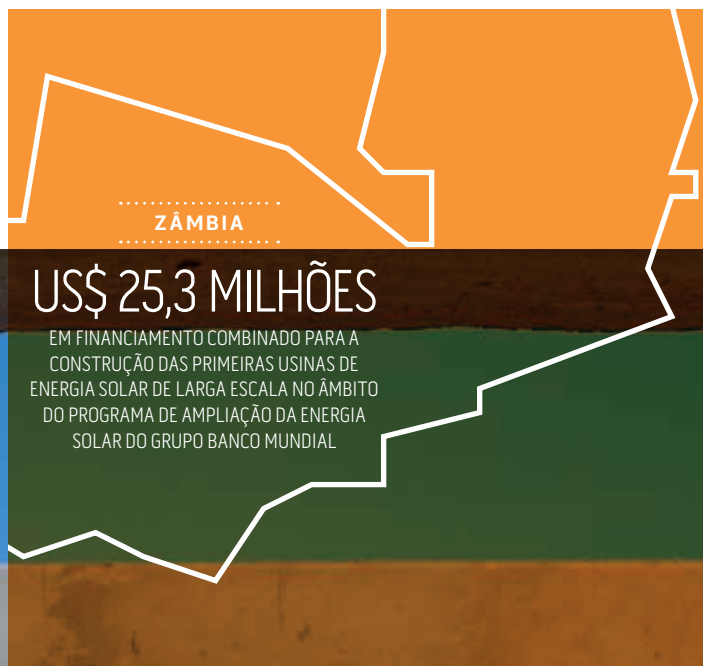 ZÂMBIA
US$ 25,3 MILHÕES
EM FINANCIAMENTO COMBINADO PARA A
CONSTRUÇÃO DAS PRIMEIRAS USINAS DE
ENERGIA SOLAR DE LARGA ESCALA NO ÂMBITO
DO PROGRAMA DE AMPLIAÇÃO DA ENERGIA
SOLAR DO GRUPO BANCO MUNDIAL